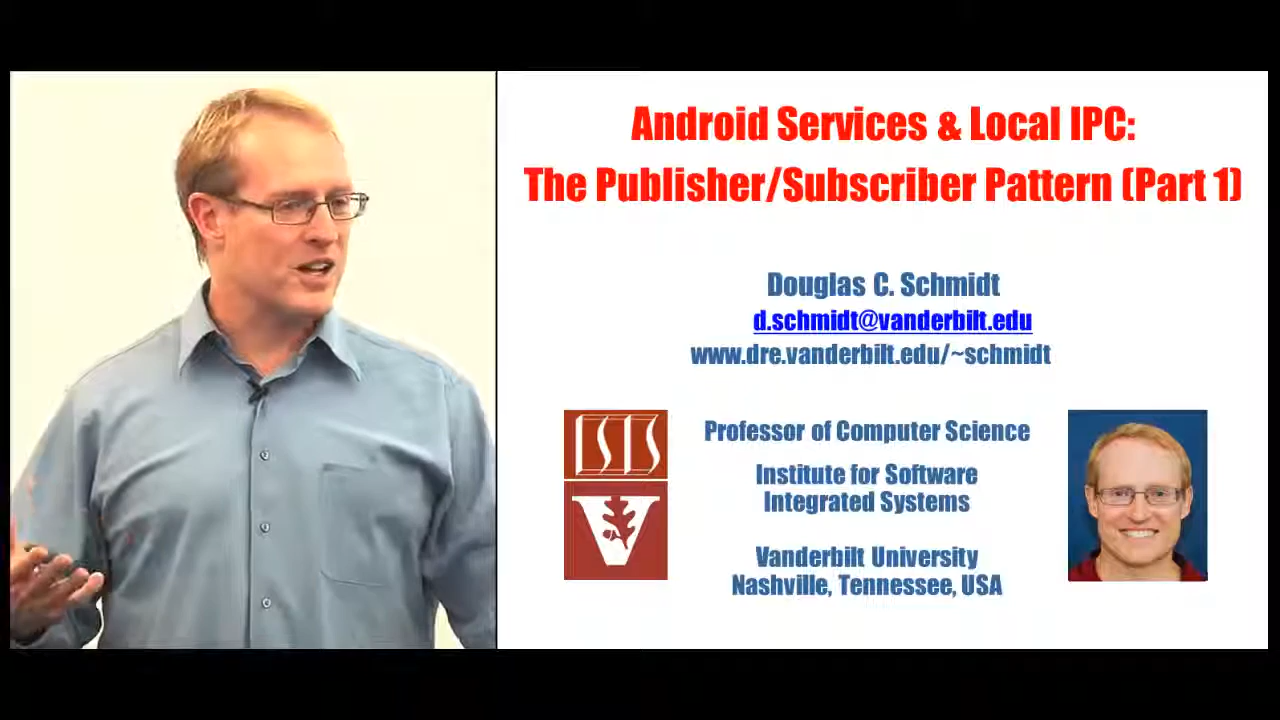 Android Services & Local IPC:
The Publisher/Subscriber Pattern (Part 1)
Douglas C. Schmidt
d.schmidt@vanderbilt.edu
www.dre.vanderbilt.edu/~schmidt
ISIS
V
Professor of Computer Science
Institute for Software
Integrated Systems
Vanderbilt University
Nashville, Tennessee, USA